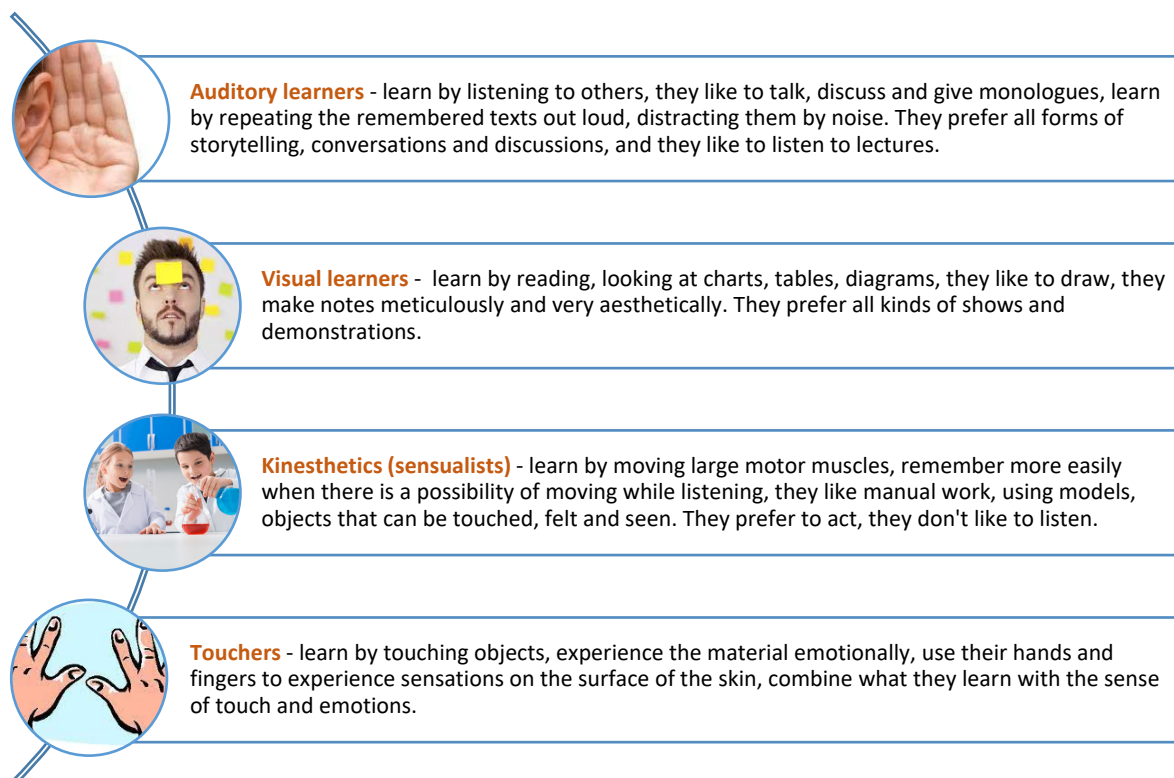 Auditory learners - learn by listening to others, they like to talk, discuss and give monologues, learn
by repeating the remembered texts out loud, distracting them by noise. They prefer all forms of
storytelling, conversations and discussions, and they like to listen to lectures.
Visual learners - learn by reading, looking at charts, tables, diagrams, they like to draw, they
make notes meticulously and very aesthetically. They prefer all kinds of shows and
demonstrations.
Kinesthetics (sensualists) - learn by moving large motor muscles, remember more easily
when there is a possibility of moving while listening, they like manual work, using models,
objects that can be touched, felt and seen. They prefer to act, they don't like to listen.
Touchers - learn by touching objects, experience the material emotionally, use their hands and
fingers to experience sensations on the surface of the skin, combine what they learn with the sense
of touch and emotions.